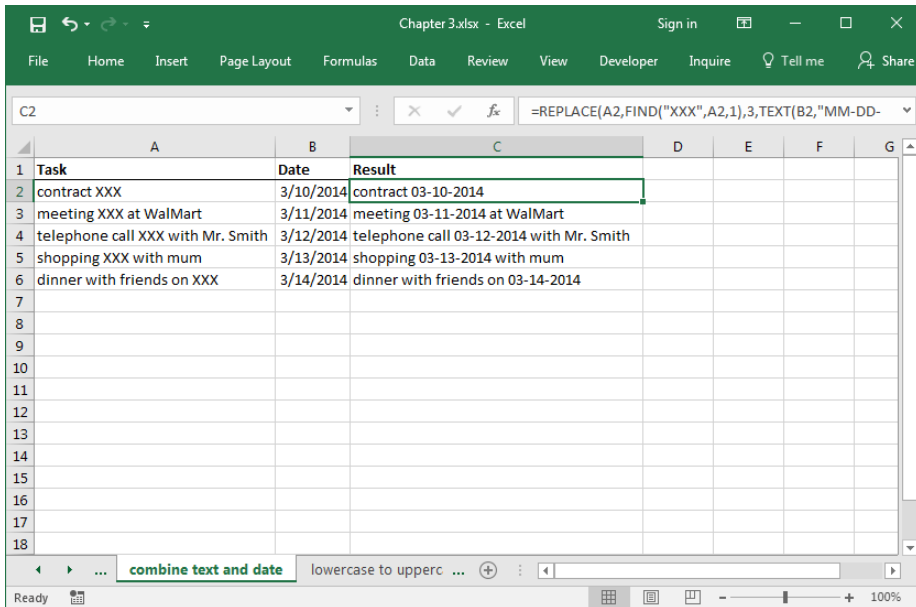 Chapter 3.xlsx - Excel
Sign in
File Home Insert Page Layout Formulas Data Review View Developer Inquire Tell me Share
C2 fx =REPLACE(A2,FIND("XXX",A2,1),3,TEXT(B2,"MM-DD-
A B C D E F G
1 Task Date Result
2 contract XXX 3/10/2014 contract 03-10-2014
3 meeting XXX at WalMart 3/11/2014 meeting 03-11-2014 at WalMart
4 telephone call XXX with Mr. Smith 3/12/2014 telephone call 03-12-2014 with Mr. Smith
5 shopping XXX with mum 3/13/2014 shopping 03-13-2014 with mum
6 dinner with friends on XXX 3/14/2014 dinner with friends on 03-14-2014
7
8
9
10
11
12
13
14
15
16
17
18
... combine text and date lowercase to upperc ...
Ready 100%